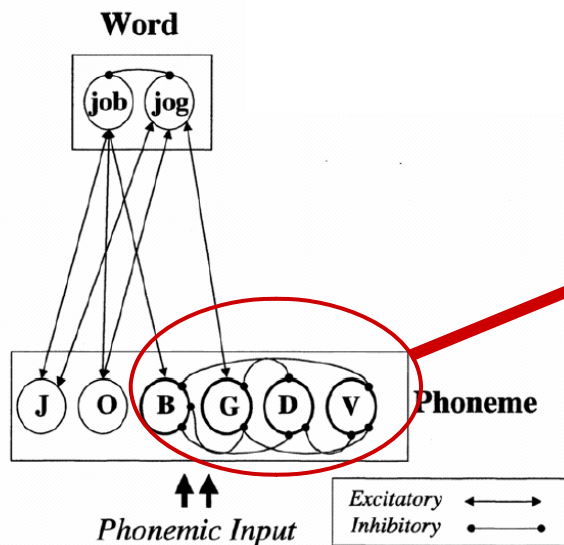 Word
job jog
J O B G D V Phoneme
Phonemic Input
Excitatory
Inhibitory